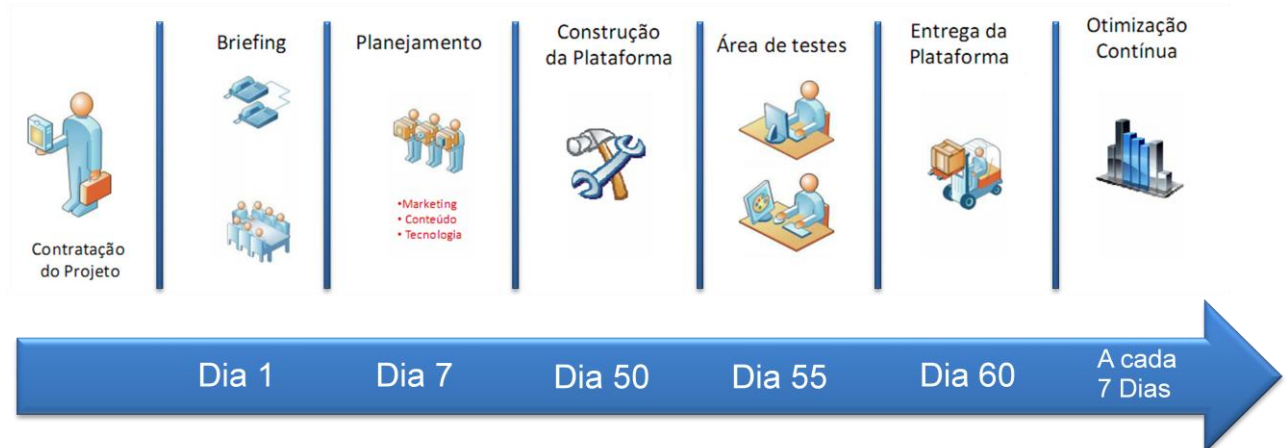 Contratação
do Projeto
Briefing
Planejamento
•Marketing
• Conteúdo
• Tecnologia
Construção
da Plataforma
Área de testes
Entrega da
Plataforma
Otimização
Contínua
Dia 1
Dia 7
Dia 50
Dia 55
Dia 60
A cada
7 Dias